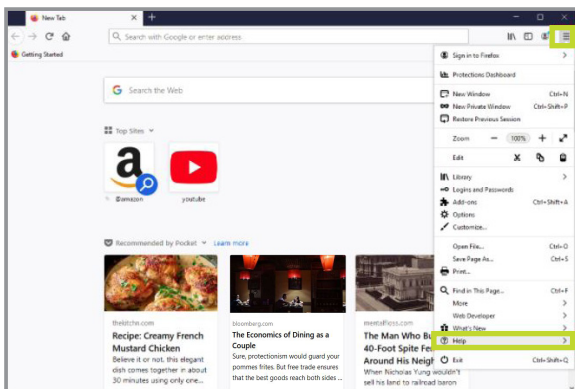 New Tab
Search with Google or enter address
Getting Started
Search the Web
Top Sites
a
@amazon
youtube
Recommended by Pocket
Learn more
thekitchn.com
Recipe: Creamy French
Mustard Chicken
Believe it or not, this elegant
dish comes together in about
30 minutes using only one...
bloomberg.com
The Economics of Dining as a
Couple
Sure, protectionism would guard your
pommes frites. But free trade ensures
that the best goods reach both sides ...
mentalfloss.com
The Man Who Bu
40-Foot Spite Fe
Around His Neigh
When Nicholas Yung wouldn't
sell his land to railroad baron
Sign in to Firefox
Protections Dashboard
New Window Ctrl+N
New Private Window Ctrl+Shift+P
Restore Previous Session
Zoom 100%
Edit
Library
Logins and Passwords
Add-ons Ctrl+Shift+A
Options
Customize...
Open File... Ctrl+O
Save Page As... Ctrl+S
Print...
Find in This Page... Ctrl+F
More
Web Developer
What's New
Help
Exit Ctrl+Shift+Q